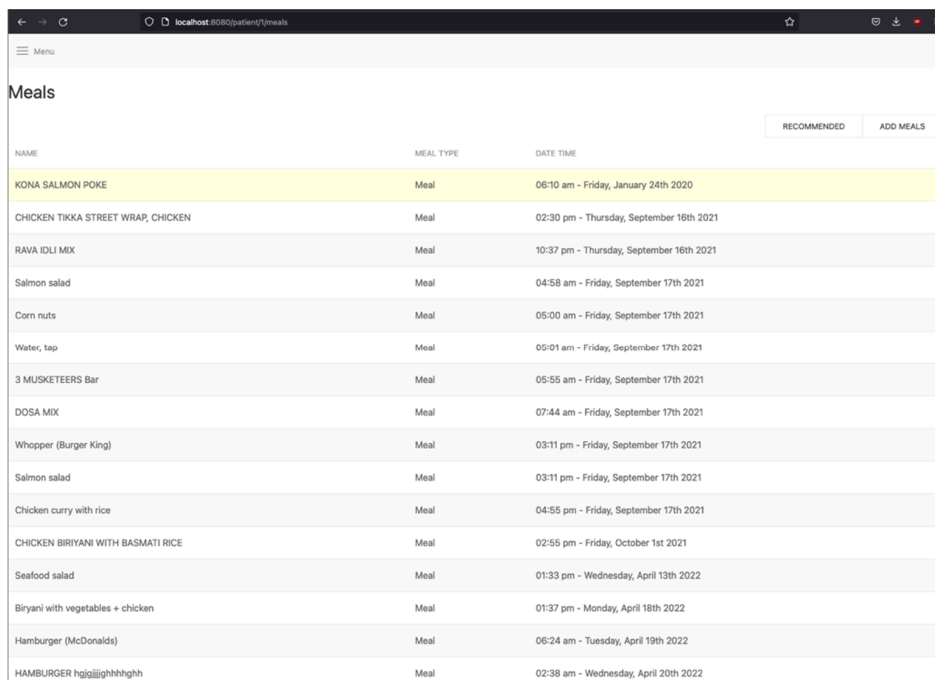 localhost:8080/patient/1/meals
Menu
Meals
RECOMMENDED ADD MEALS
NAME MEAL TYPE DATE TIME
KONA SALMON POKE Meal 06:10 am - Friday, January 24th 2020
CHICKEN TIKKA STREET WRAP, CHICKEN Meal 02:30 pm - Thursday, September 16th 2021
RAVA IDLI MIX Meal 10:37 pm - Thursday, September 16th 2021
Salmon salad Meal 04:58 am - Friday, September 17th 2021
Corn nuts Meal 05:00 am - Friday, September 17th 2021
Water, tap Meal 05:01 am - Friday, September 17th 2021
3 MUSKETEERS Bar Meal 05:55 am - Friday, September 17th 2021
DOSA MIX Meal 07:44 am - Friday, September 17th 2021
Whopper (Burger King) Meal 03:11 pm - Friday, September 17th 2021
Salmon salad Meal 03:11 pm - Friday, September 17th 2021
Chicken curry with rice Meal 04:55 pm - Friday, September 17th 2021
CHICKEN BIRIYANI WITH BASMATI RICE Meal 02:55 pm - Friday, October 1st 2021
Seafood salad Meal 01:33 pm - Wednesday, April 13th 2022
Biryani with vegetables + chicken Meal 01:37 pm - Monday, April 18th 2022
Hamburger (McDonalds) Meal 06:24 am - Tuesday, April 19th 2022
HAMBURGER Meal 02:38 am - Wednesday, April 20th 2022